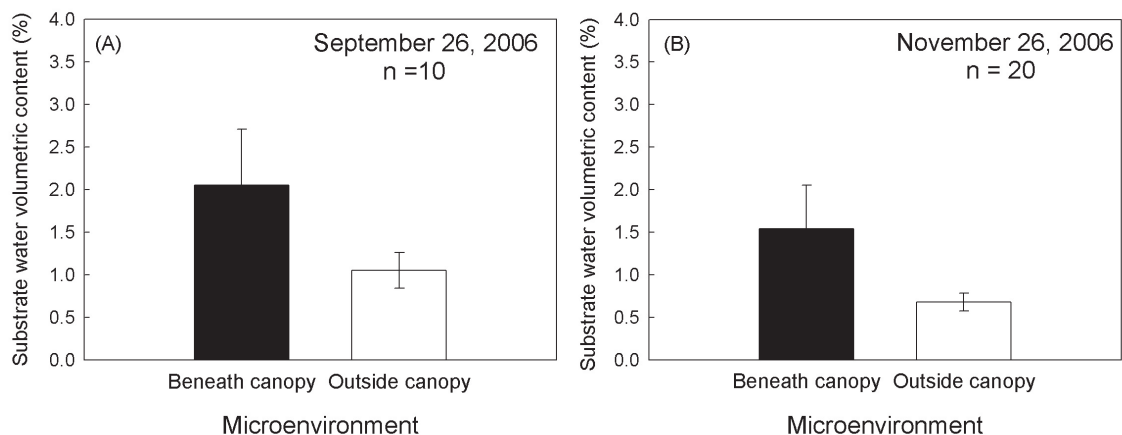 Substrate water volumetric content (%)
4.0
3.5
3.0
2.5
2.0
1.5
1.0
0.5
0.0
(A)
September 26, 2006
n =10
Beneath canopy Outside canopy
Microenvironment
Substrate water volumetric content (%)
4.0
3.5
3.0
2.5
2.0
1.5
1.0
0.5
0.0
(B)
November 26, 2006
n = 20
Beneath canopy Outside canopy
Microenvironment